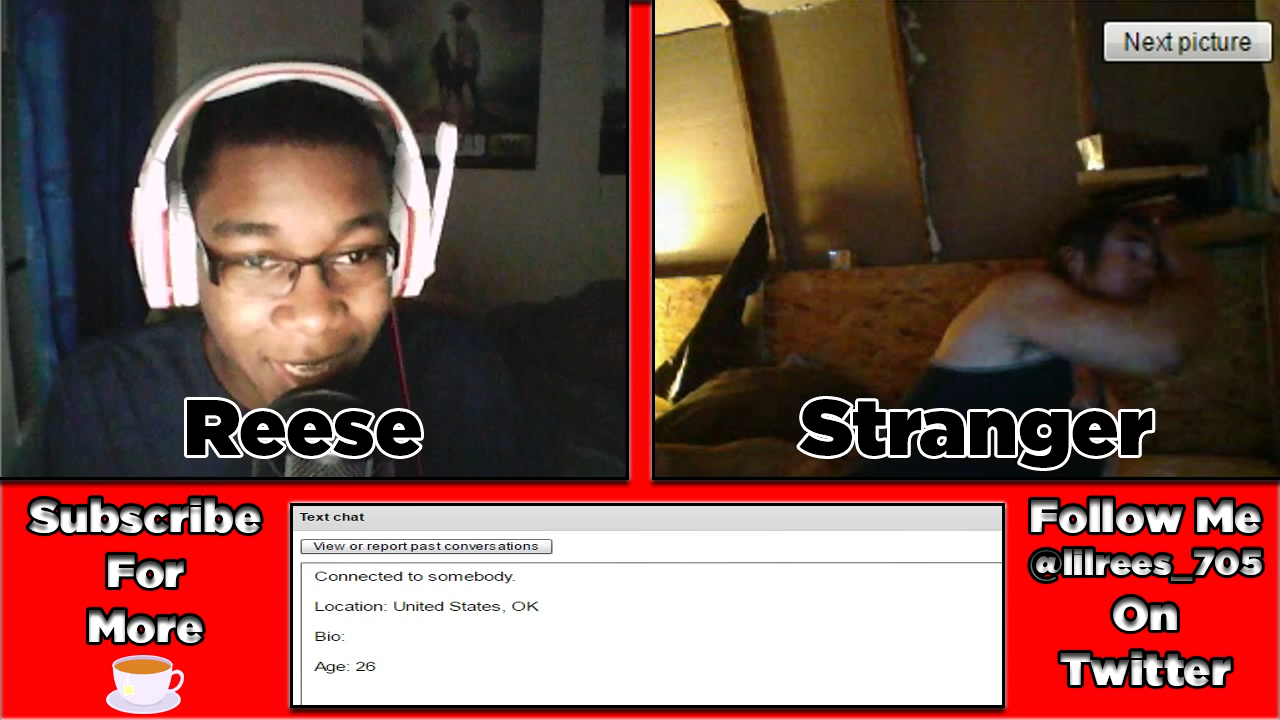 Next picture
Reese
Stranger
Subscribe
For
More
Text chat
View or report past conversations
Connected to somebody.
Location: United States, OK
Bio:
Age: 26
Follow Me
@lilrees_705
On
Twitter